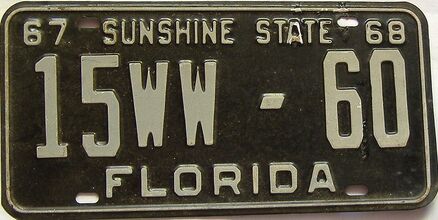 67 SUNSHINE STATE 68
15WW - 60
FLORIDA